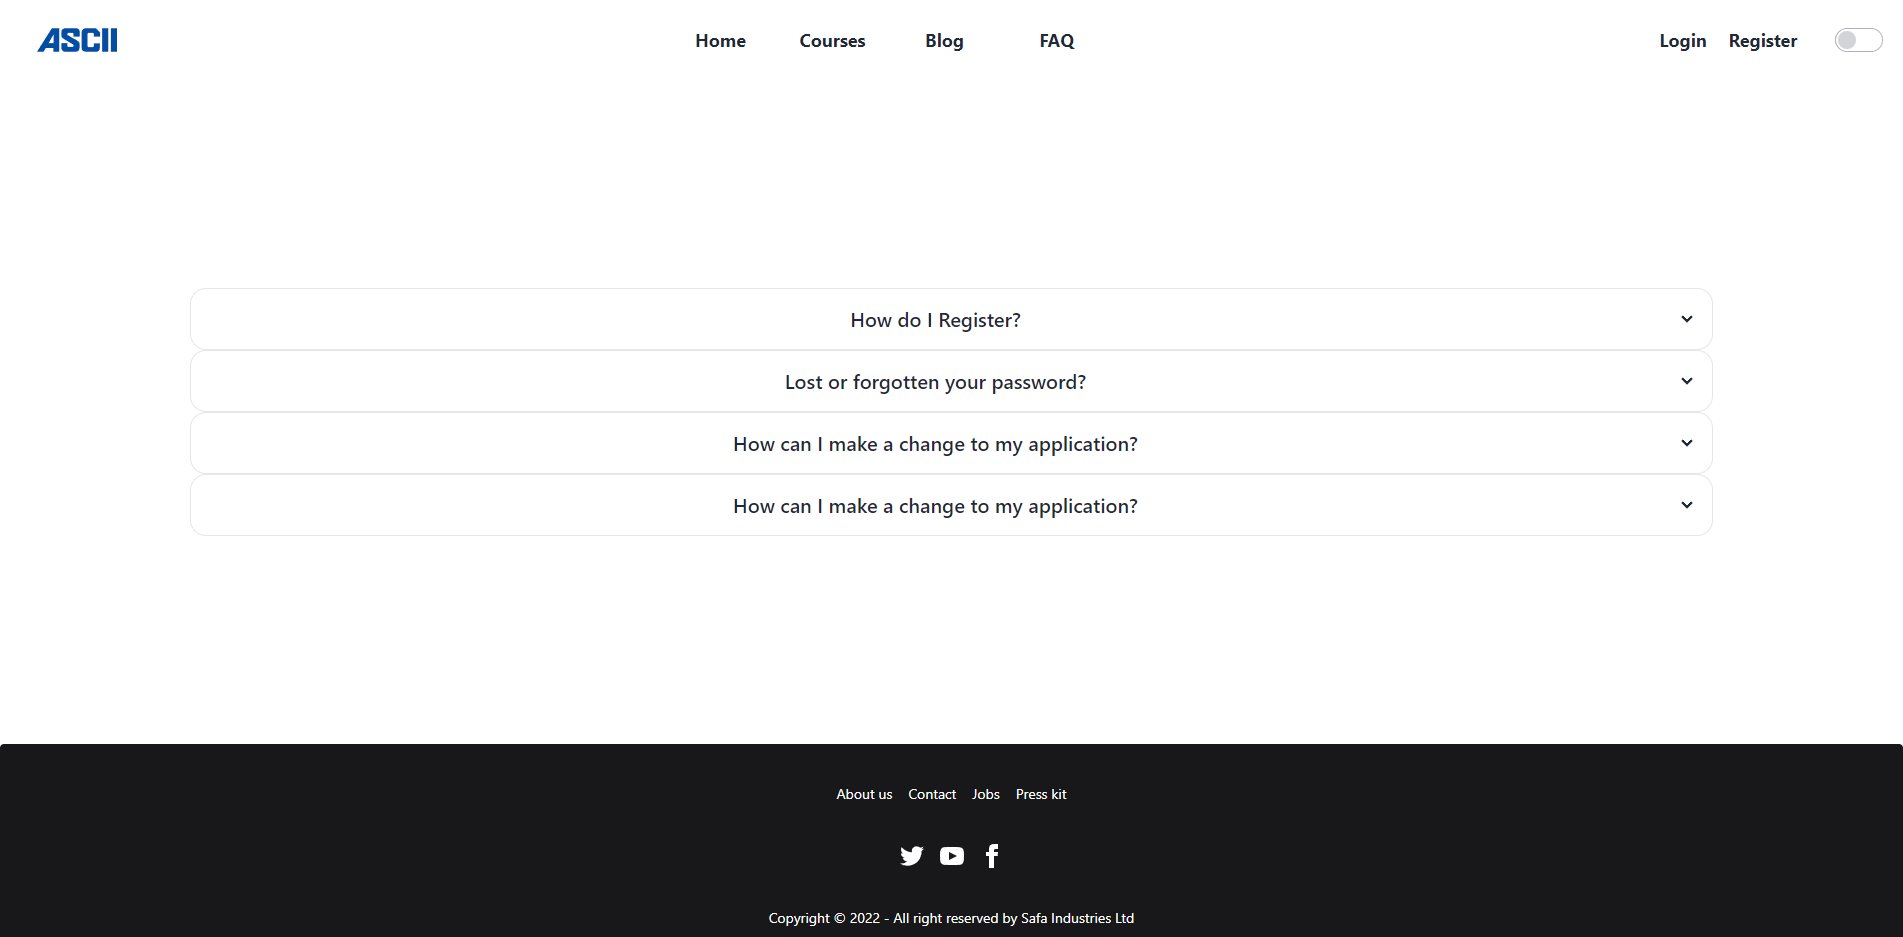 ASCII Home Courses Blog FAQ Login Register
How do I Register?
Lost or forgotten your password?
How can I make a change to my application?
How can I make a change to my application?
About us Contact Jobs Press kit
Copyright © 2022 - All right reserved by Safa Industries Ltd